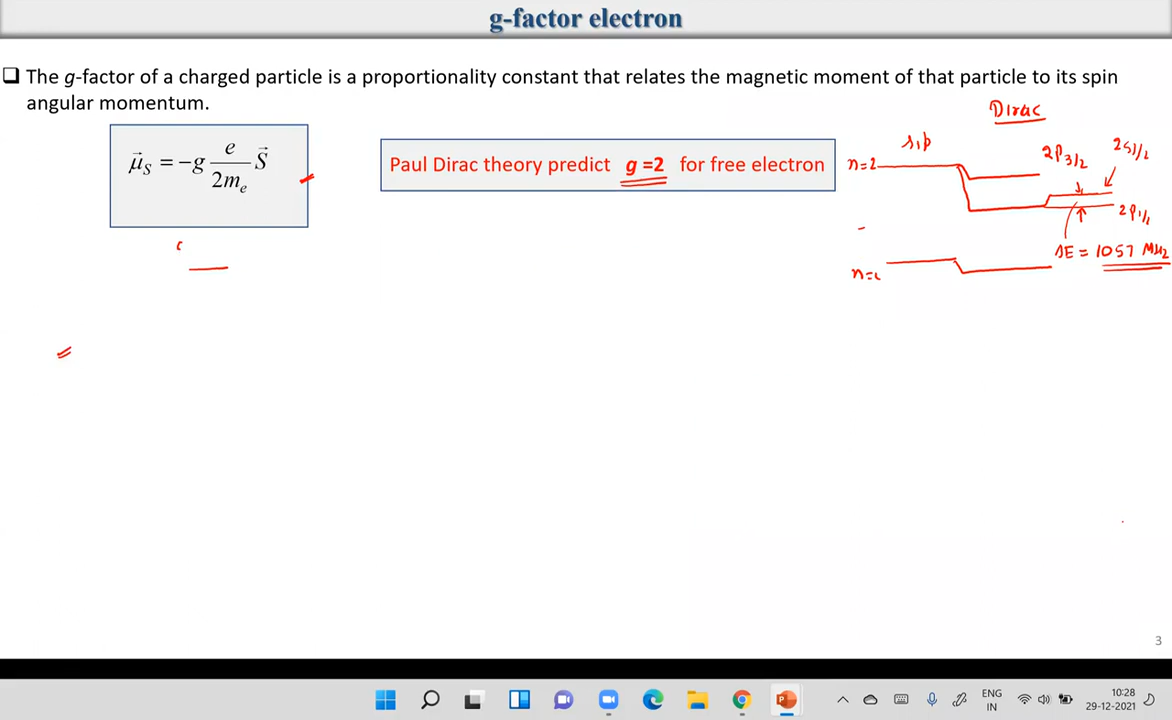 g-factor electron
❑ The g-factor of a charged particle is a proportionality constant that relates the magnetic moment of that particle to its spin
angular momentum.
Dirac
μ⃗_S = −g e/2m_e S⃗
Paul Dirac theory predict g =2 for free electron
s,p
n=2
2P3/2
2S1/2
2P1/
ΔE = 1057 MHz
n=
3
ENG
IN
10:28
29-12-2021